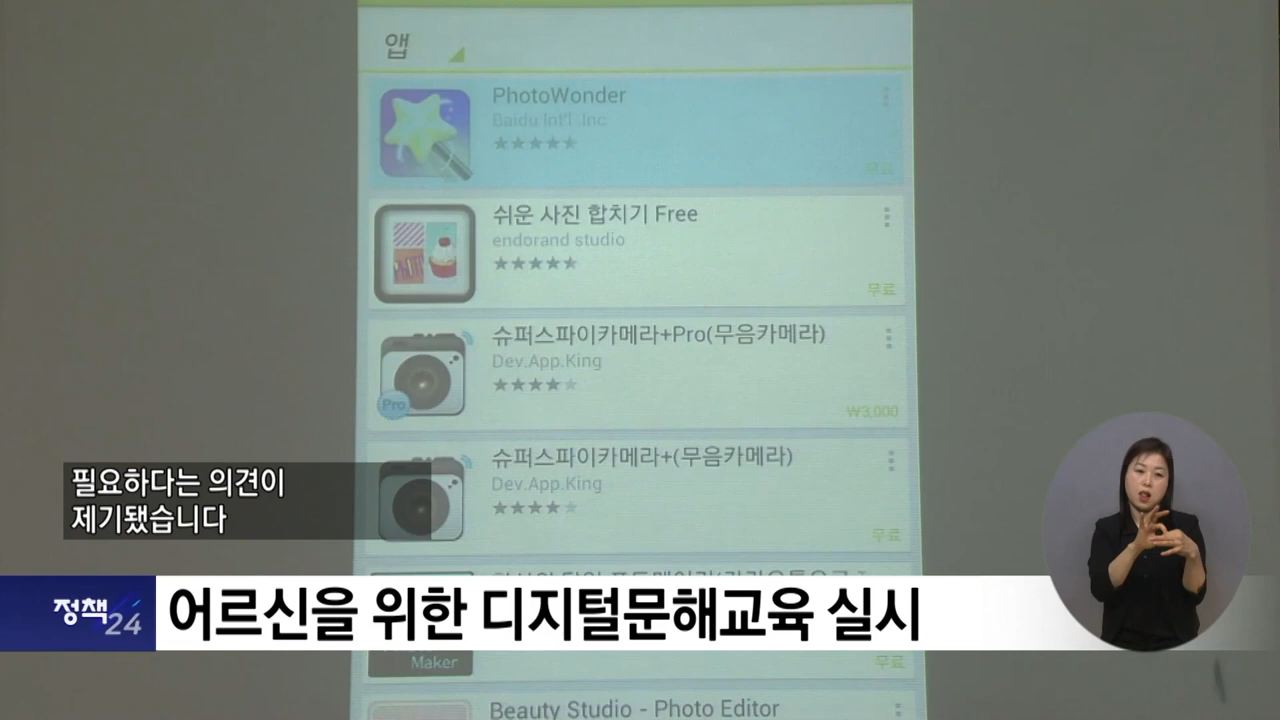 앱
PhotoWonder
Baidu Int'l .Inc
무료
쉬운 사진 합치기 Free
endorand studio
무료
슈퍼스파이카메라+Pro(무음카메라)
Dev.App.King
Pro
₩3,000
슈퍼스파이카메라+(무음카메라)
Dev.App.King
무료
필요하다는 의견이
제기됐습니다
정책24
어르신을 위한 디지털문해교육 실시
Maker
무료
Beauty Studio - Photo Editor